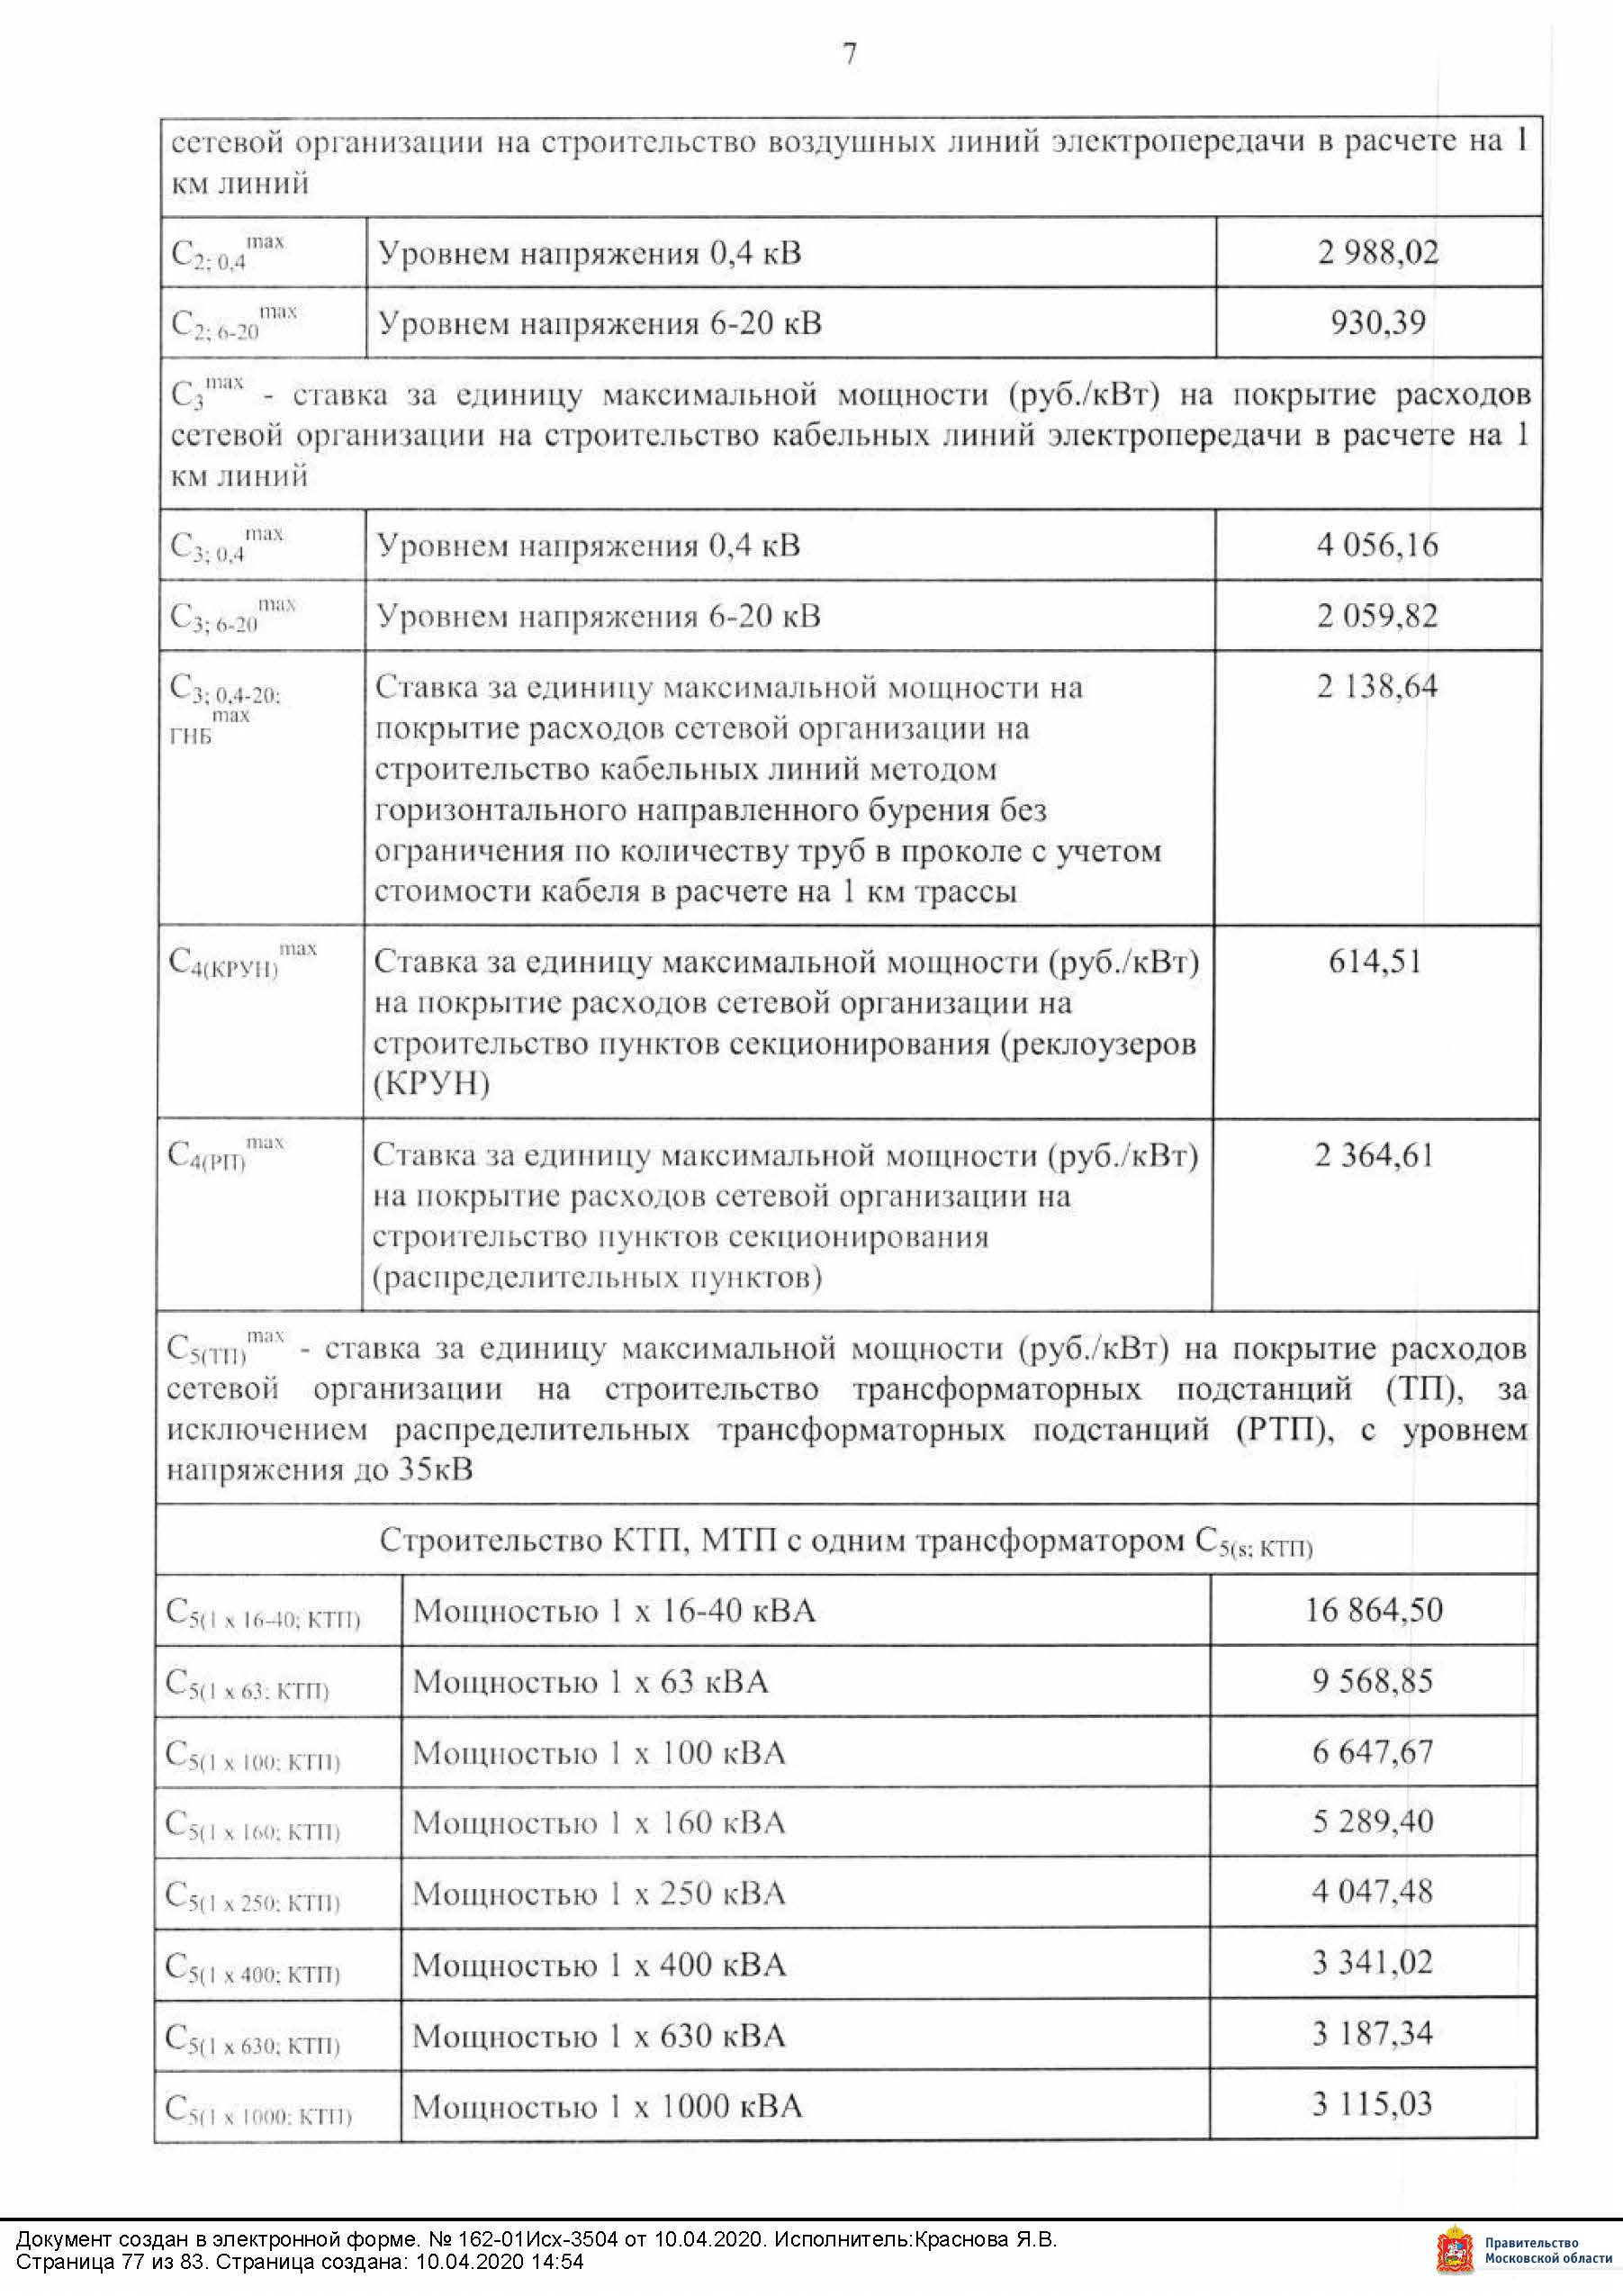 7
сетевой организации на строительство воздушных линий электропередачи в расчете на 1
км линий
C2; 0,4 max Уровнем напряжения 0,4 кВ 2 988,02
C2; 6-20 max Уровнем напряжения 6-20 кВ 930,39
C3 max - ставка за единицу максимальной мощности (руб./кВт) на покрытие расходов
сетевой организации на строительство кабельных линий электропередачи в расчете на 1
км линий
C3; 0,4 max Уровнем напряжения 0,4 кВ 4 056,16
C3; 6-20 max Уровнем напряжения 6-20 кВ 2 059,82
C3; 0,4-20; ГНБ max Ставка за единицу максимальной мощности на 2 138,64
покрытие расходов сетевой организации на
строительство кабельных линий методом
горизонтального направленного бурения без
ограничения по количеству труб в проколе с учетом
стоимости кабеля в расчете на 1 км трассы
C4(КРУН) max Ставка за единицу максимальной мощности (руб./кВт) 614,51
на покрытие расходов сетевой организации на
строительство пунктов секционирования (реклоузеров
(КРУН)
C4(РП) max Ставка за единицу максимальной мощности (руб./кВт) 2 364,61
на покрытие расходов сетевой организации на
строительство пунктов секционирования
(распределительных пунктов)
C5(ТП) max - ставка за единицу максимальной мощности (руб./кВт) на покрытие расходов
сетевой организации на строительство трансформаторных подстанций (ТП), за
исключением распределительных трансформаторных подстанций (РТП), с уровнем
напряжения до 35кВ
Строительство КТП, МТП с одним трансформатором C5(s; КТП)
C5(1 х 16-40; КТП) Мощностью 1 х 16-40 кВА 16 864,50
C5(1 х 63; КТП) Мощностью 1 х 63 кВА 9 568,85
C5(1 х 100; КТП) Мощностью 1 х 100 кВА 6 647,67
C5(1 х 160; КТП) Мощностью 1 х 160 кВА 5 289,40
C5(1 х 250; КТП) Мощностью 1 х 250 кВА 4 047,48
C5(1 х 400; КТП) Мощностью 1 х 400 кВА 3 341,02
C5(1 х 630; КТП) Мощностью 1 х 630 кВА 3 187,34
C5(1 х 1000; КТП) Мощностью 1 х 1000 кВА 3 115,03
Документ создан в электронной форме. № 162-01Исх-3504 от 10.04.2020. Исполнитель:Краснова Я.В.
Страница 77 из 83. Страница создана: 10.04.2020 14:54
Правительство
Московской области